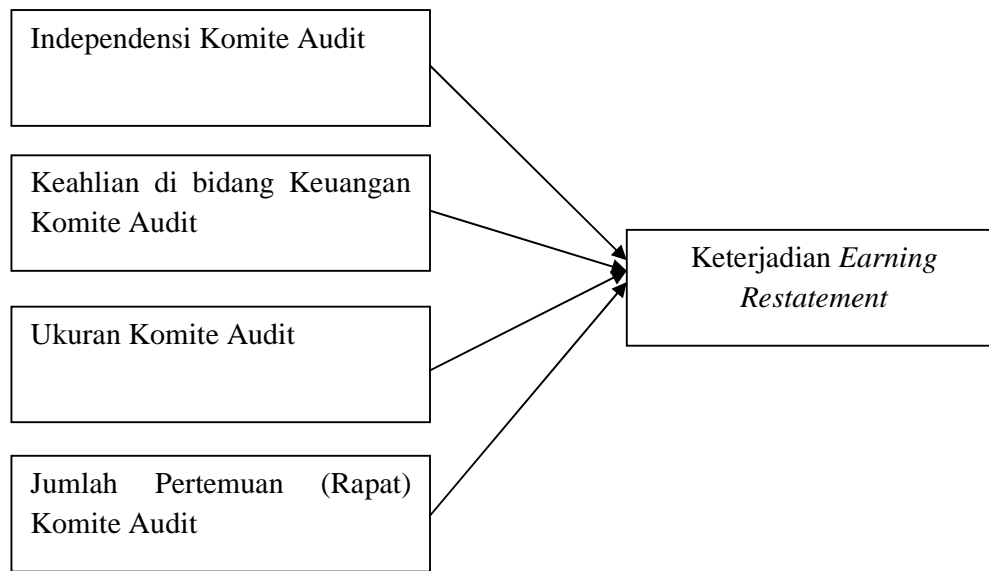 Independensi Komite Audit
Keahlian di bidang Keuangan
Komite Audit
Ukuran Komite Audit
Jumlah Pertemuan (Rapat)
Komite Audit
Keterjadian Earning
Restatement